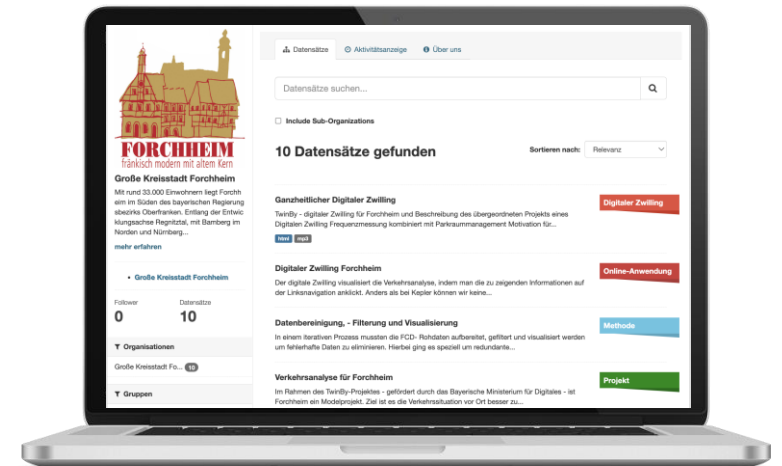 FORCHHEIM
fränkisch modern mit altem Kern
Große Kreisstadt Forchheim
Mit rund 33.000 Einwohnern liegt Forchh
eim im Süden des bayerischen Regierung
sbezirks Oberfranken. Entlang der Entwic
klungsachse Regnitztal, mit Bamberg im
Norden und Nürnberg...
mehr erfahren
Große Kreisstadt Forchheim
Follower Datensätze
0 10
Organisationen
Große Kreisstadt Fo... 10
Gruppen
Datensätze Aktivitätsanzeige Über uns
Datensätze suchen...
Include Sub-Organizations
10 Datensätze gefunden
Sortieren nach: Relevanz
Ganzheitlicher Digitaler Zwilling
Digitaler Zwilling
TwinBy - digitaler Zwilling für Forchheim und Beschreibung des übergeordneten Projekts eines
Digitalen Zwilling Frequenzmessung kombiniert mit Parkraummanagement Motivation für...
html mp3
Digitaler Zwilling Forchheim
Online-Anwendung
Der digitale Zwilling visualisiert die Verkehrsanalyse, indem man die zu zeigenden Informationen auf
der Linksnavigation anklickt. Anders als bei Kepler können wir keine...
Datenbereinigung, - Filterung und Visualisierung
Methode
In einem iterativen Prozess mussten die FCD- Rohdaten aufbereitet, gefiltert und visualisiert werden
um fehlerhafte Daten zu eliminieren. Hierbei ging es speziell um redundante...
Verkehrsanalyse für Forchheim
Projekt
Im Rahmen des TwinBy-Projektes - gefördert durch das Bayerische Ministerium für Digitales - ist
Forchheim ein Modelprojekt. Ziel ist es die Verkehrssituation vor Ort besser zu...